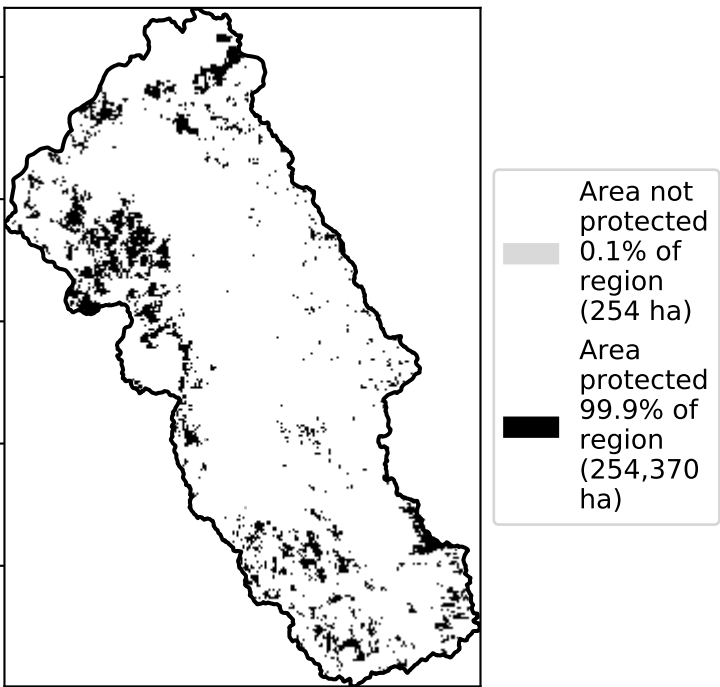 Area not
protected
0.1% of
region
(254 ha)
Area
protected
99.9% of
region
(254,370
ha)